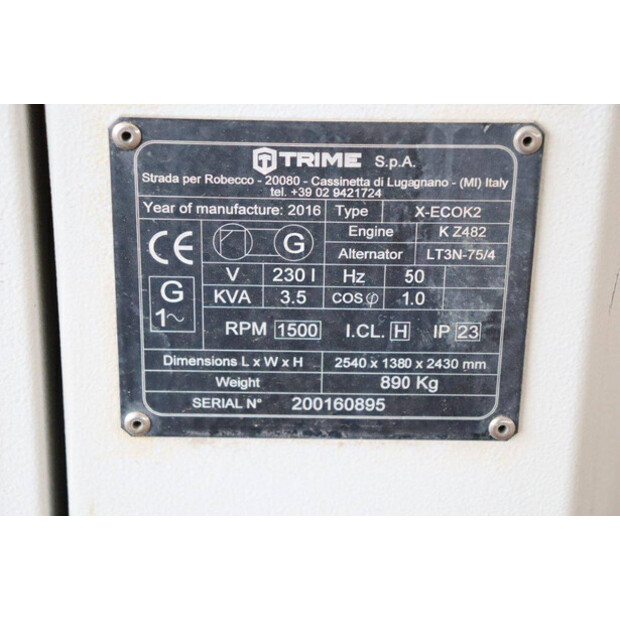 TRIME S.p.A.
Strada per Robecco - 20080 - Cassinetta di Lugagnano - (MI) Italy
tel. +39 02 9421724
Year of manufacture: 2016 Type X-ECOK2
Engine K Z482
CE G
Alternator LT3N-75/4
V 230 I Hz 50
G
1~
KVA 3.5 COSφ 1.0
RPM 1500 I.CL. H IP 23
Dimensions L x W x H 2540 x 1380 x 2430 mm
Weight 890 Kg
SERIAL N° 200160895